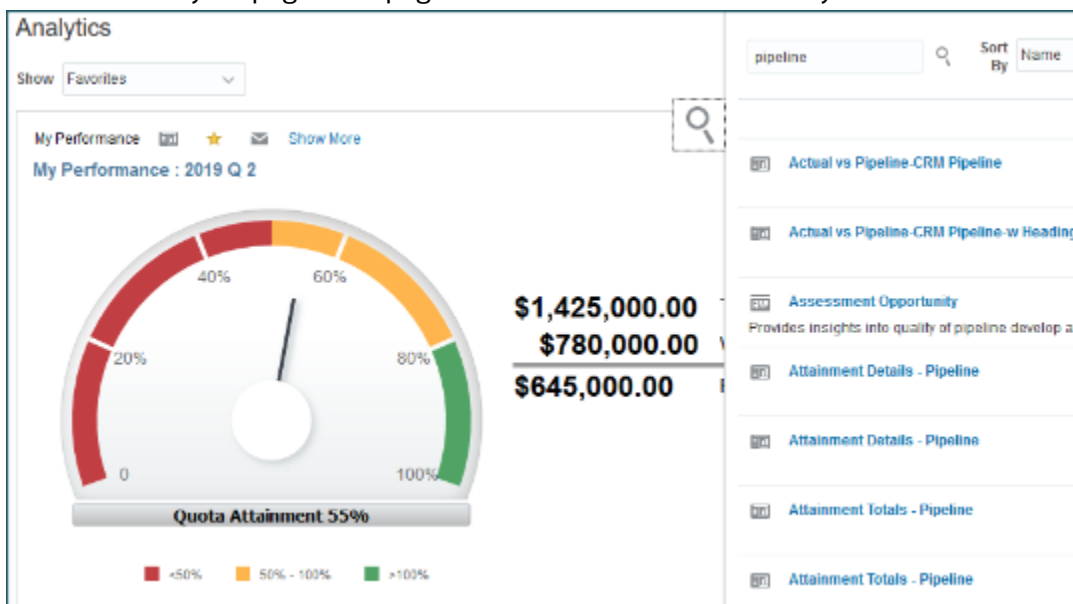 Analytics
Show Favorites
My Performance Show More
My Performance : 2019 Q 2
0
20%
40%
60%
80%
100%
$1,425,000.00
$780,000.00
$645,000.00
Quota Attainment 55%
<50% 50% - 100% >100%
pipeline Sort By Name
Actual vs Pipeline-CRM Pipeline
Actual vs Pipeline-CRM Pipeline-w Heading
Assessment Opportunity
Provides insights into quality of pipeline develop a
Attainment Details - Pipeline
Attainment Details - Pipeline
Attainment Totals - Pipeline
Attainment Totals - Pipeline